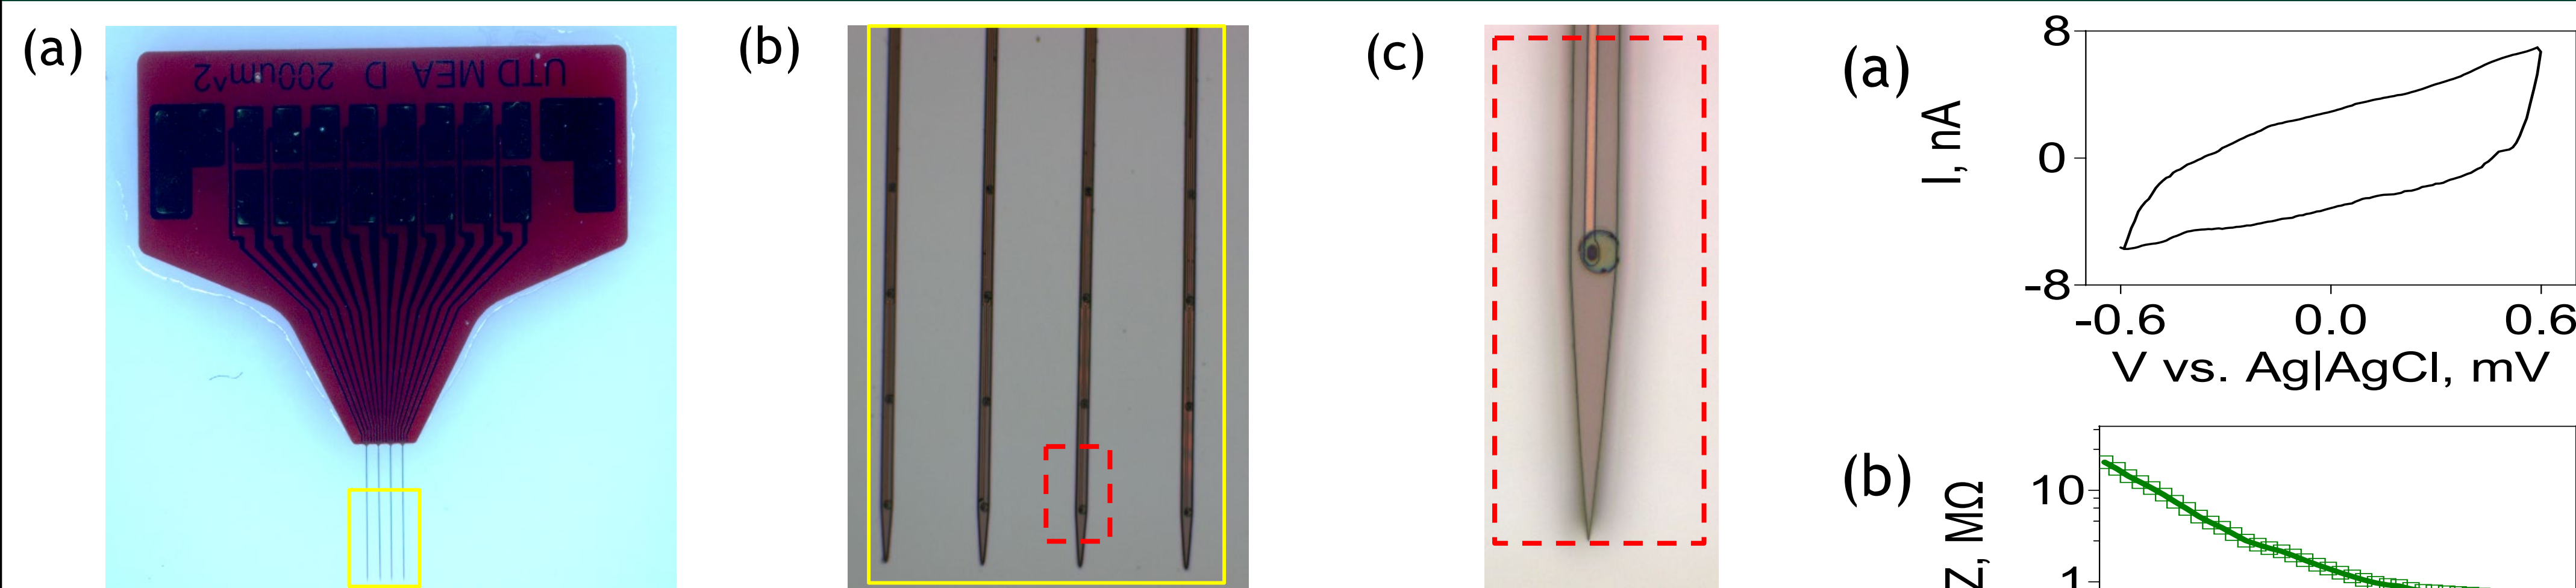 (a)
UTD MEA D 200um^2
(b)
(c)
(a)
I, nA
8
0
-8
-0.6 0.0 0.6
V vs. Ag|AgCl, mV
(b)
Z, MΩ
10
1